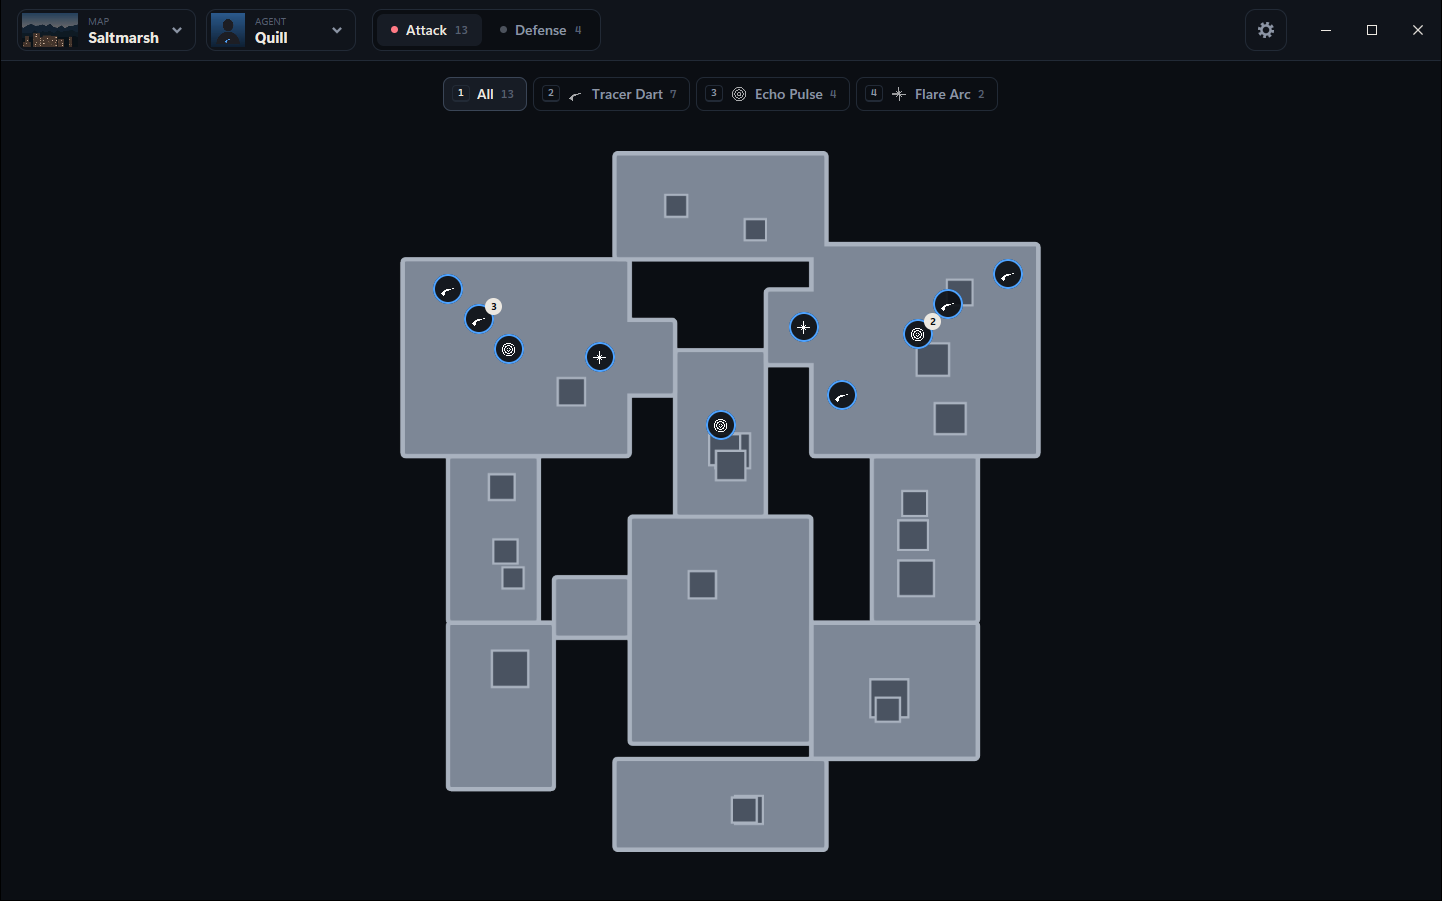 MAP
Saltmarsh
AGENT
Quill
Attack 13
Defense 4
1 All 13
2 Tracer Dart 7
3 Echo Pulse 4
4 Flare Arc 2
3
2